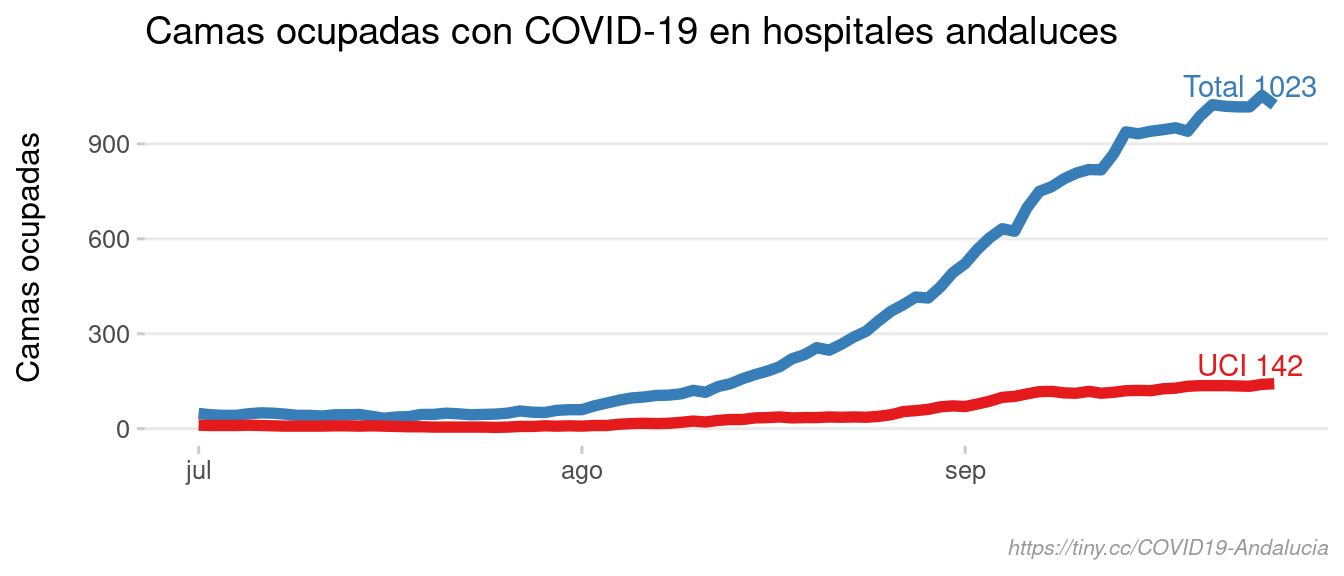 Camas ocupadas con COVID-19 en hospitales andaluces
Total 1023
Camas ocupadas
900
600
300
0
UCI 142
jul ago sep
https://tiny.cc/COVID19-Andalucia